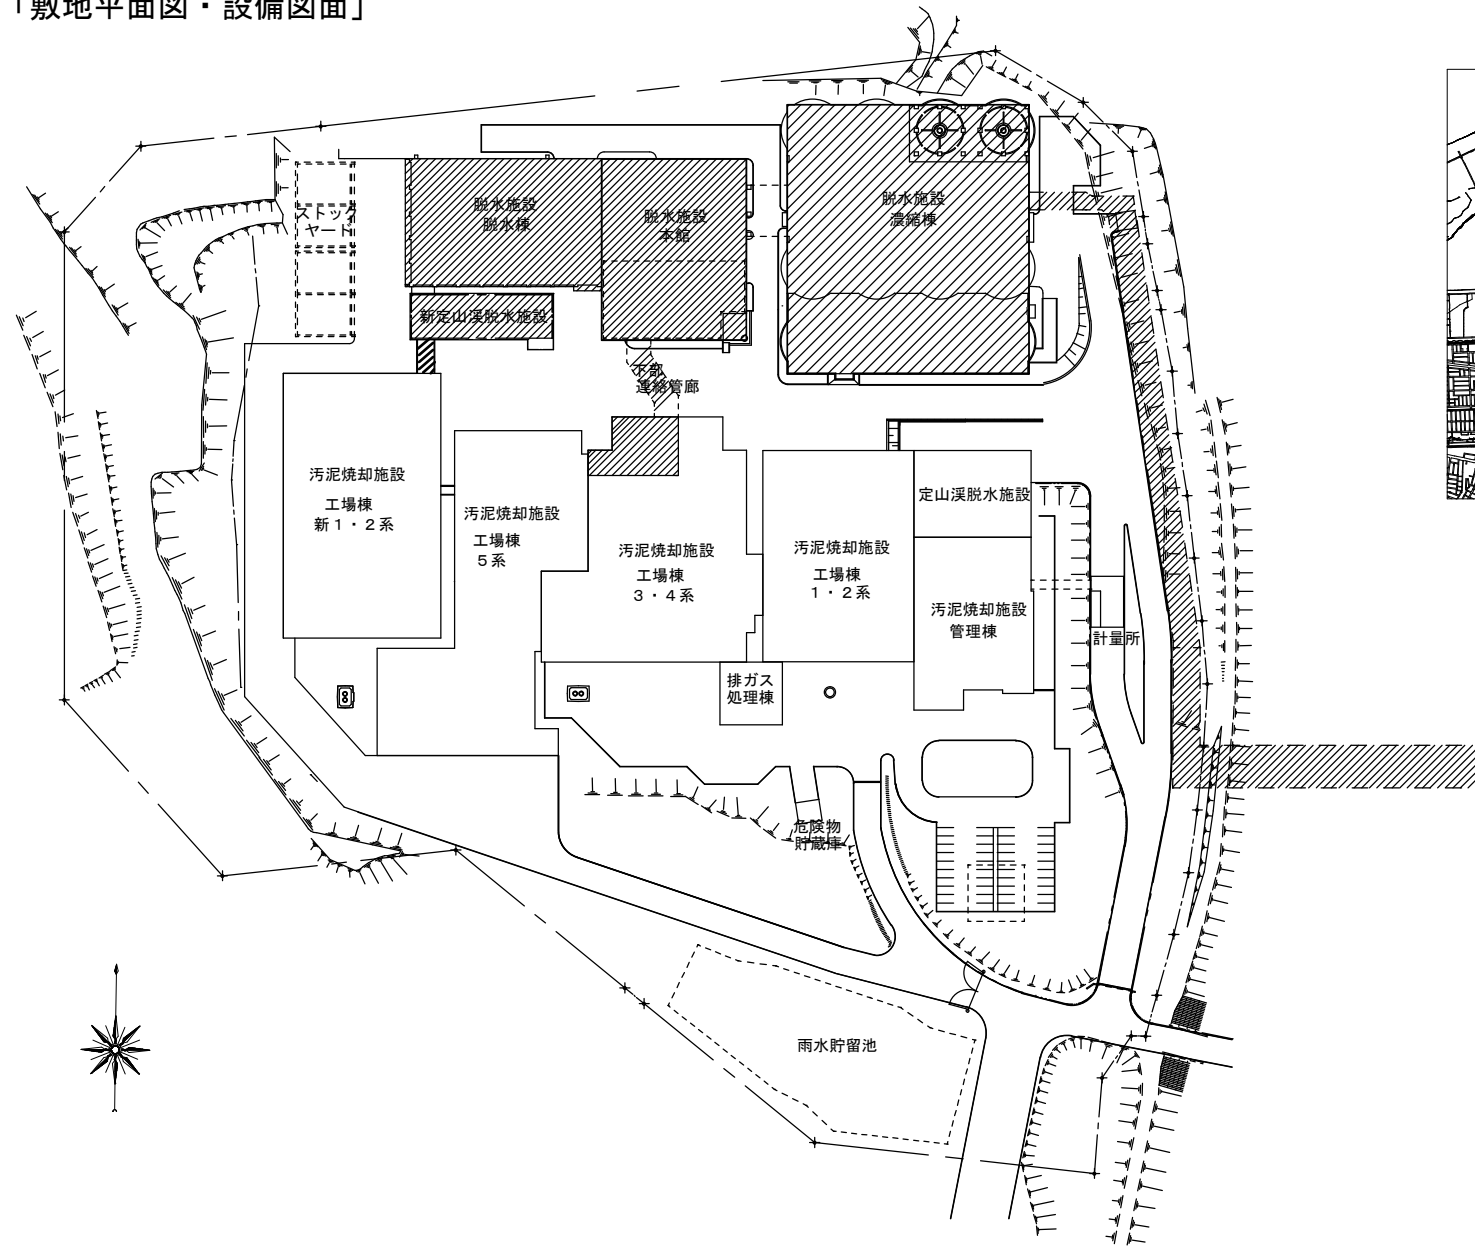 「敷地平面図・設備図面」
ストック
ヤード
脱水施設
脱水棟
脱水施設
本館
脱水施設
濃縮棟
新定山渓脱水施設
下部
連絡管廊
汚泥焼却施設
工場棟
新１・２系
汚泥焼却施設
工場棟
５系
汚泥焼却施設
工場棟
３・４系
汚泥焼却施設
工場棟
１・２系
定山渓脱水施設
汚泥焼却施設
管理棟
計量所
排ガス
処理棟
危険物
貯蔵庫
雨水貯留池